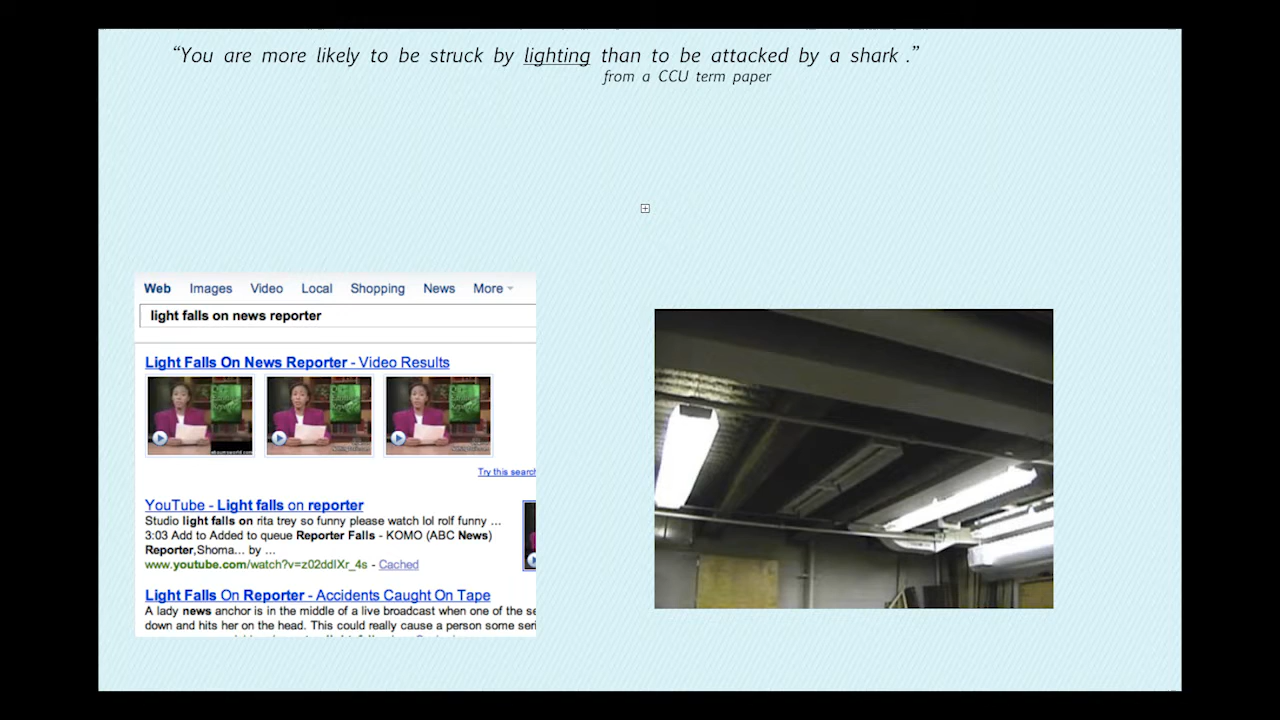 “You are more likely to be struck by lighting than to be attacked by a shark .”
from a CCU term paper
Web Images Video Local Shopping News More
light falls on news reporter
Light Falls On News Reporter - Video Results
Try this search
YouTube - Light falls on reporter
Studio light falls on rita trey so funny please watch lol rolf funny ...
3:03 Add to Added to queue Reporter Falls - KOMO (ABC News)
Reporter,Shoma... by ...
www.youtube.com/watch?v=z02ddlXr_4s - Cached
Light Falls On Reporter - Accidents Caught On Tape
A lady news anchor is in the middle of a live broadcast when one of the se
down and hits her on the head. This could really cause a person some seri